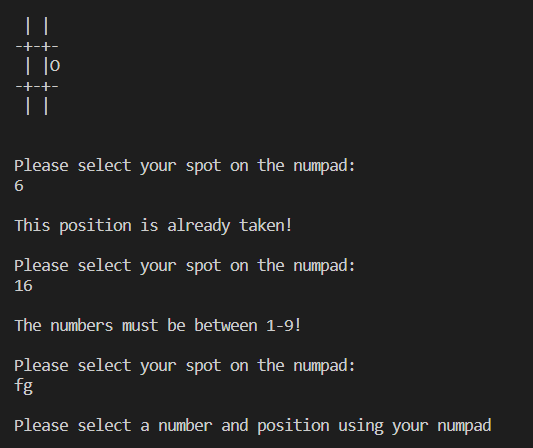 | |
-+-+-
 | |O
-+-+-
 | |
Please select your spot on the numpad:
6
This position is already taken!
Please select your spot on the numpad:
16
The numbers must be between 1-9!
Please select your spot on the numpad:
fg
Please select a number and position using your numpad